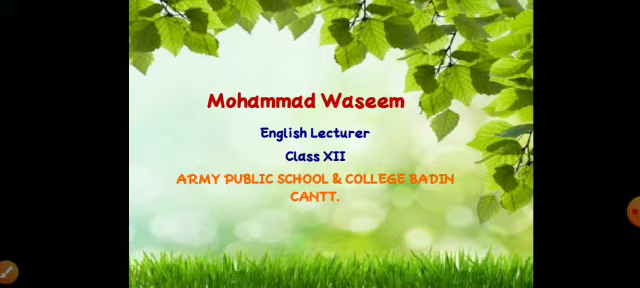 Mohammad Waseem
English Lecturer
Class XII
ARMY PUBLIC SCHOOL & COLLEGE BADIN
CANTT.